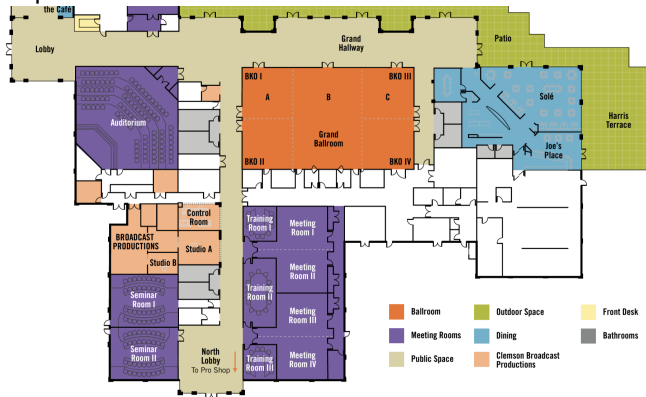 the Café
Lobby
Grand
Hallway
Patio
BKO I
BKO III
A
B
C
Solé
Auditorium
Harris
Terrace
Grand
Ballroom
Joe's
Place
BKO II
BKO IV
Control
Room
Training
Room I
Meeting
Room I
BROADCAST
PRODUCTIONS
Studio A
Studio B
Meeting
Room II
Seminar
Room I
Training
Room II
Meeting
Room III
Seminar
Room II
North
Lobby
To Pro Shop
Training
Room III
Meeting
Room IV
Ballroom
Outdoor Space
Front Desk
Meeting Rooms
Dining
Bathrooms
Public Space
Clemson Broadcast
Productions